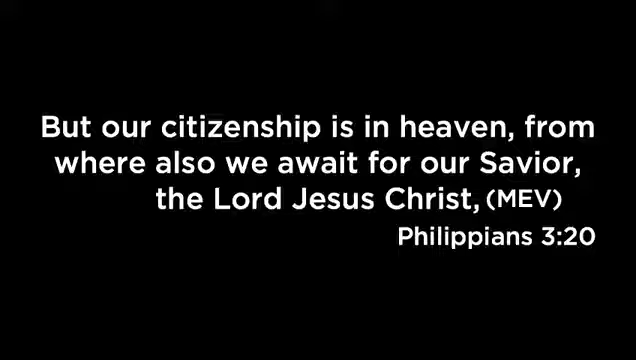 But our citizenship is in heaven, from
where also we await for our Savior,
the Lord Jesus Christ, (MEV)
Philippians 3:20